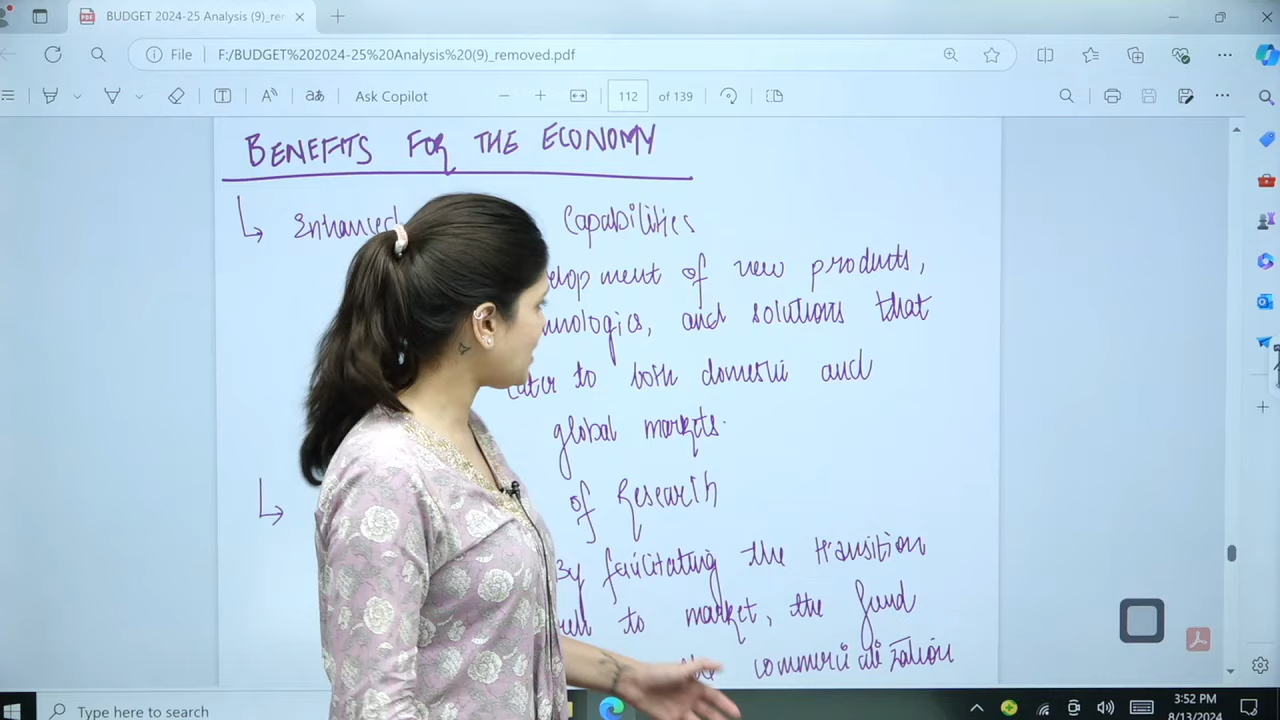 BUDGET 2024-25 Analysis (9)_rem
File F:/BUDGET%202024-25%20Analysis%20(9)_removed.pdf
Ask Copilot 112 of 139
BENEFITS FOR THE ECONOMY
Enhanced Capabilities
of new products,
and solutions that
to both domestic and
global markets.
of Research
By facilitating the transition
to market, the fund
the commercialization
Type here to search
3:52 PM
8/13/2024